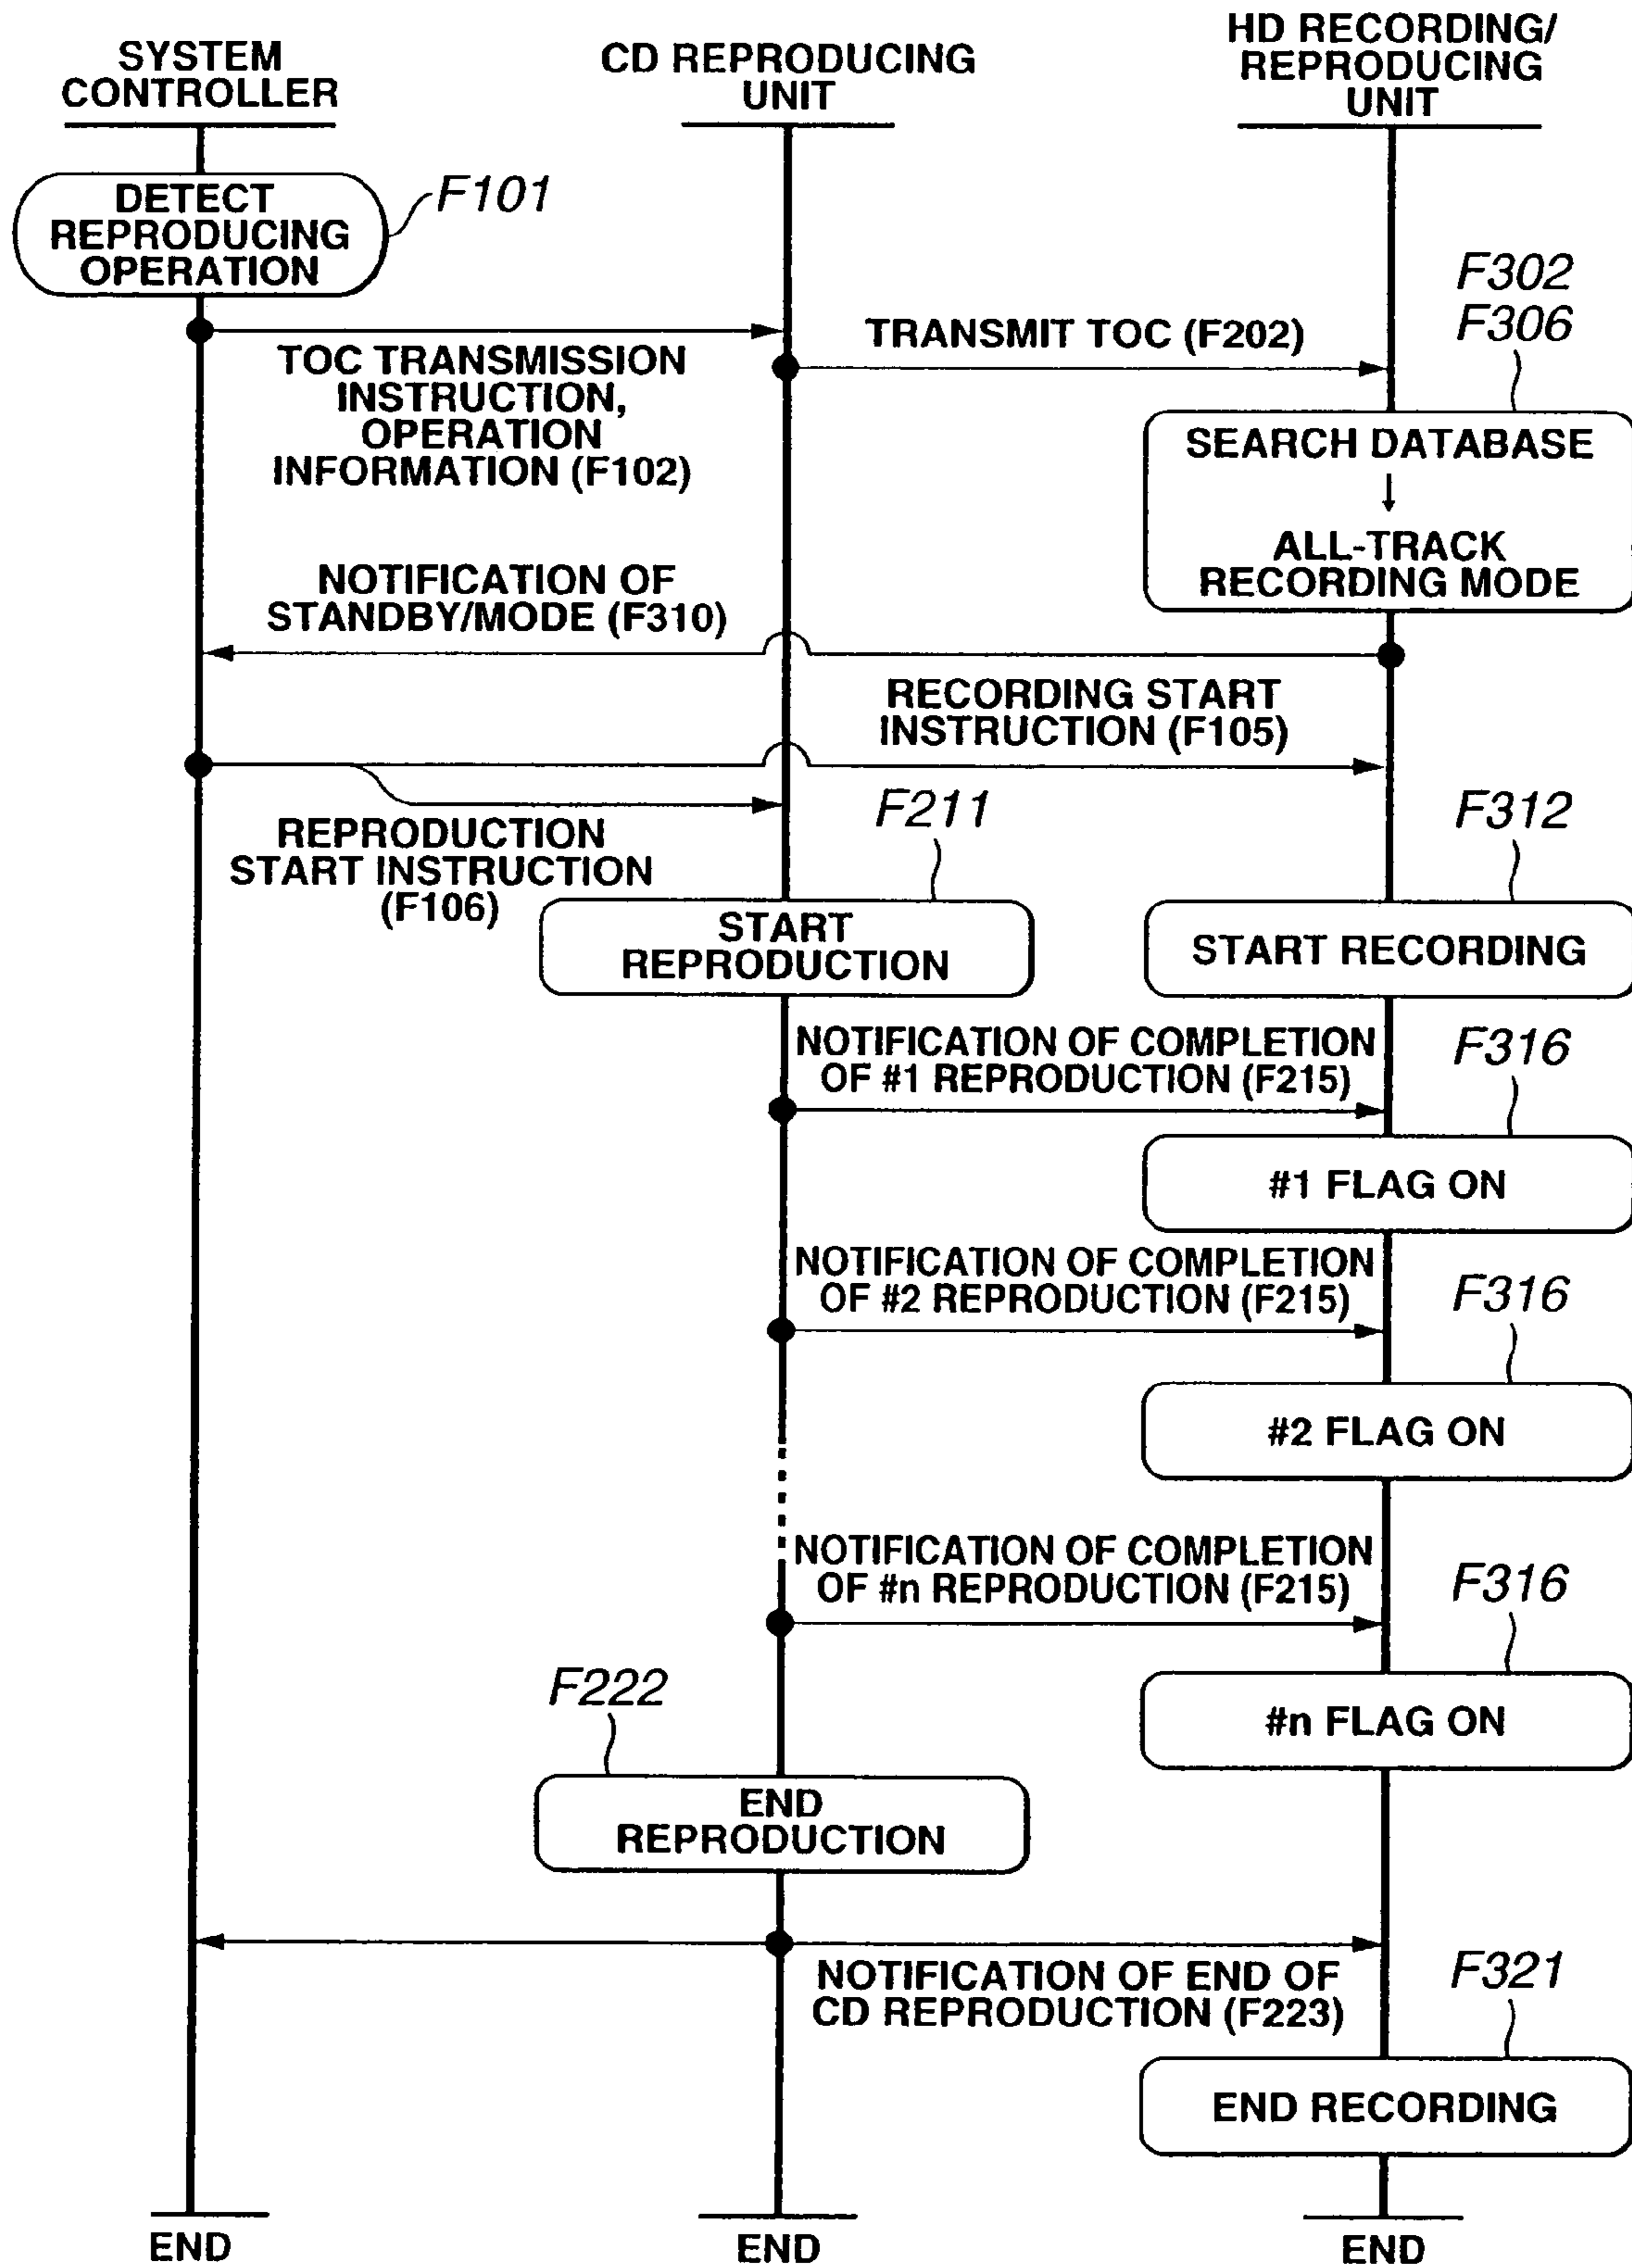 SYSTEM
CONTROLLER
CD REPRODUCING
UNIT
HD RECORDING/
REPRODUCING
UNIT
DETECT
REPRODUCING
OPERATION
F101
TOC TRANSMISSION
INSTRUCTION,
OPERATION
INFORMATION (F102)
TRANSMIT TOC (F202)
F302
F306
SEARCH DATABASE
ALL-TRACK
RECORDING MODE
NOTIFICATION OF
STANDBY/MODE (F310)
RECORDING START
INSTRUCTION (F105)
REPRODUCTION
START INSTRUCTION
(F106)
F211
START
REPRODUCTION
F312
START RECORDING
NOTIFICATION OF COMPLETION
OF #1 REPRODUCTION (F215)
F316
#1 FLAG ON
NOTIFICATION OF COMPLETION
OF #2 REPRODUCTION (F215)
F316
#2 FLAG ON
NOTIFICATION OF COMPLETION
OF #n REPRODUCTION (F215)
F316
#n FLAG ON
F222
END
REPRODUCTION
NOTIFICATION OF END OF
CD REPRODUCTION (F223)
F321
END RECORDING
END
END
END